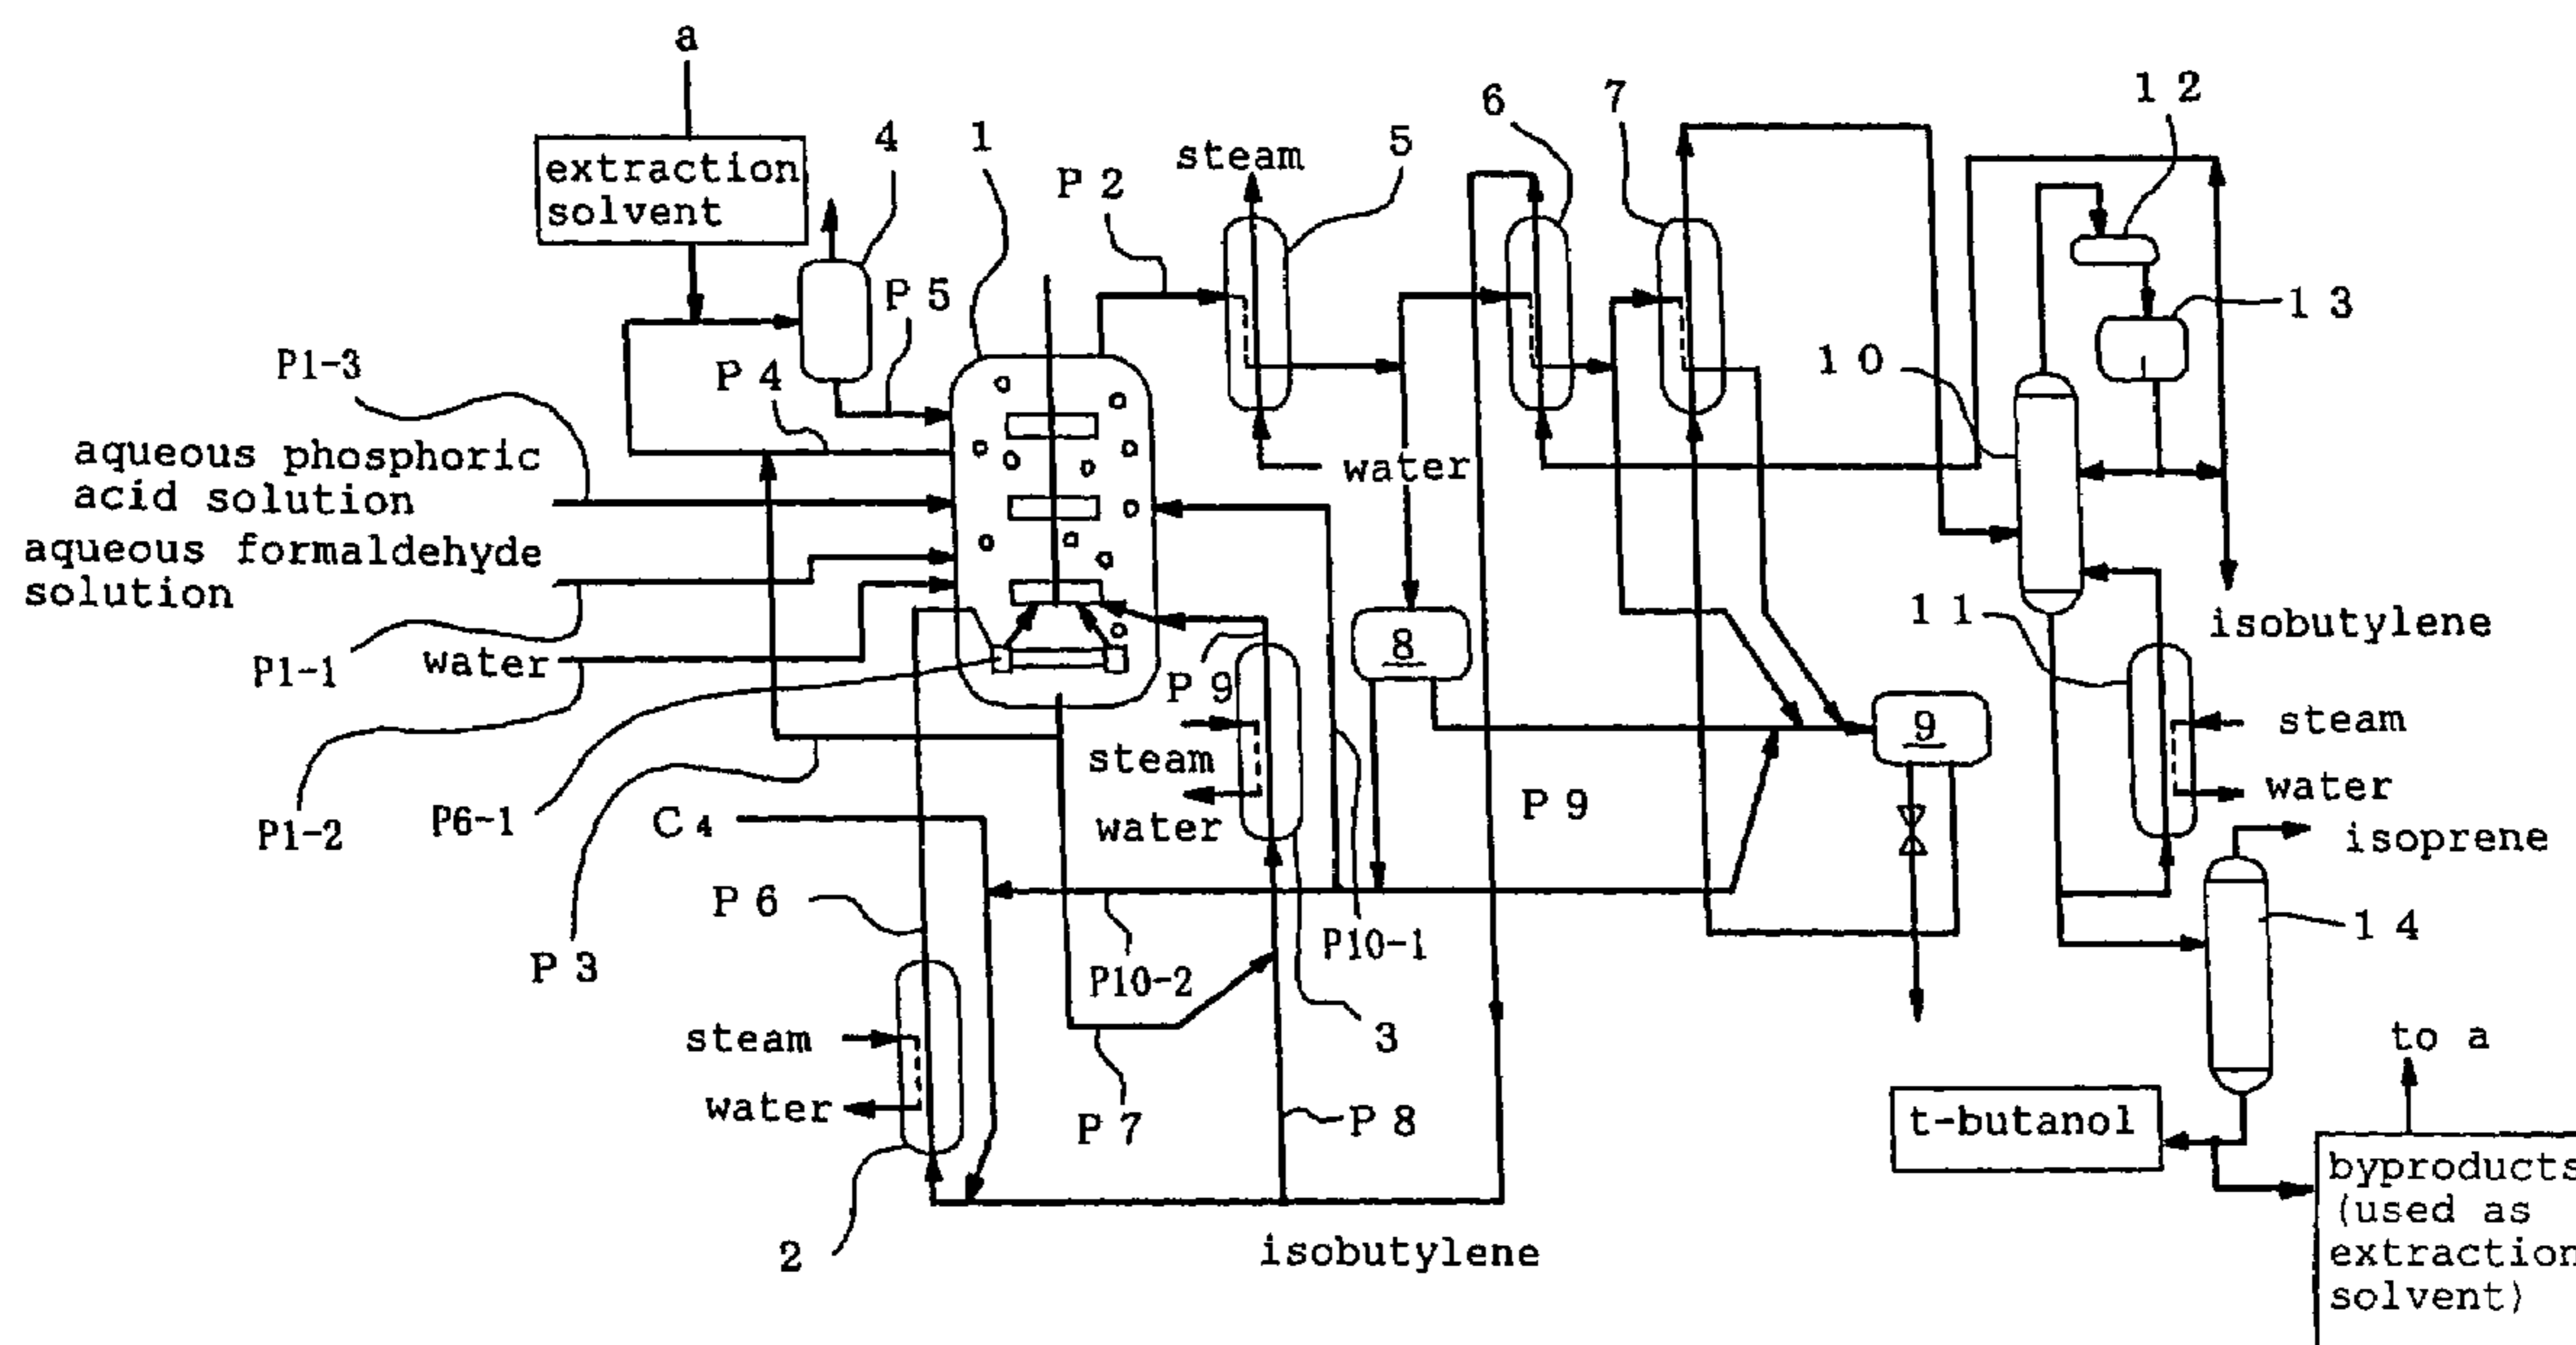 a
extraction
solvent
4
1
P 2
steam
5
6
7
1 2
P 5
P1-3
P 4
1 0
1 3
aqueous phosphoric
acid solution
water
aqueous formaldehyde
solution
1 1
isobutylene
8
P1-1
water
P 9
9
steam
steam
P1-2
P6-1
C4
water
P 9
water
isoprene
P 6
P 3
P10-2
P10-1
1 4
steam
3
to a
water
P 7
P 8
t-butanol
2
isobutylene
byproducts
(used as
extraction
solvent)